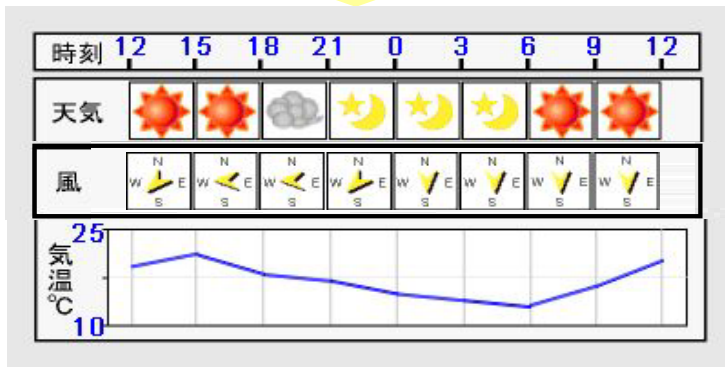 時刻 12 15 18 21 0 3 6 9 12
天気
風
N N N N N N N N
W E W E W E W E W E W E W E W E
S S S S S S S S
25
気温℃
10